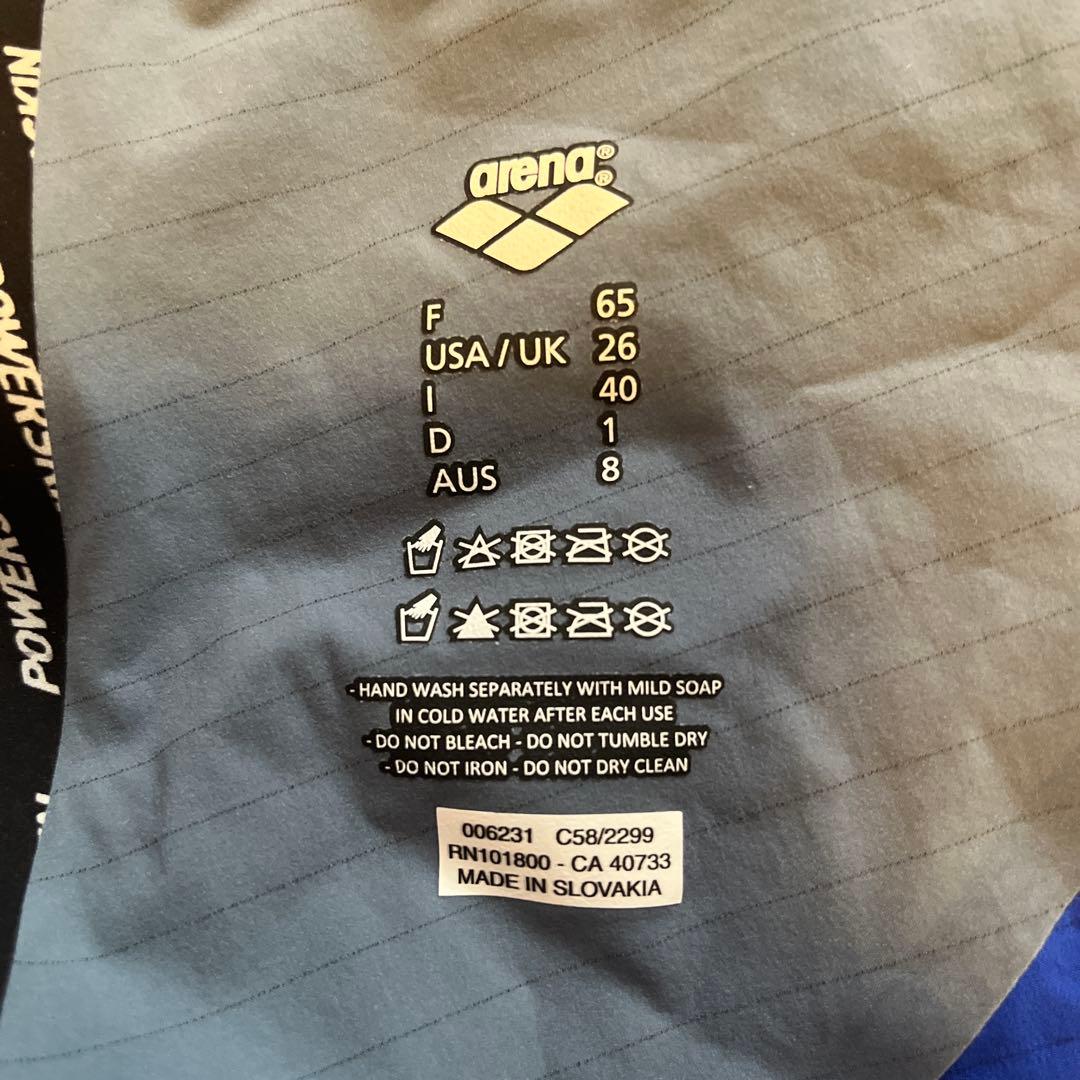 arena®
®
F 65
USA / UK 26
I 40
D 1
AUS 8
- HAND WASH SEPARATELY WITH MILD SOAP
IN COLD WATER AFTER EACH USE
- DO NOT BLEACH - DO NOT TUMBLE DRY
- DO NOT IRON - DO NOT DRY CLEAN
006231 C58/2299
RN101800 - CA 40733
MADE IN SLOVAKIA